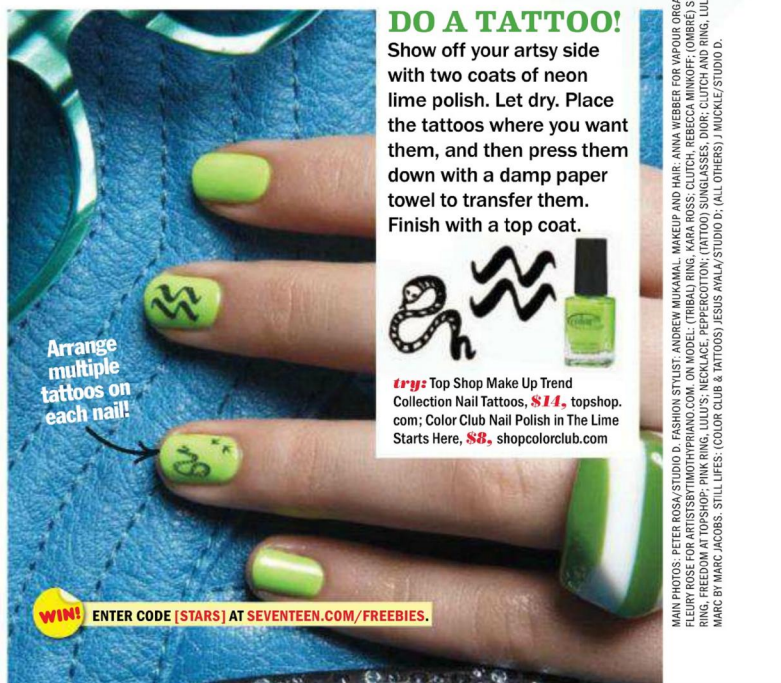 DO A TATTOO!
Show off your artsy side
with two coats of neon
lime polish. Let dry. Place
the tattoos where you want
them, and then press them
down with a damp paper
towel to transfer them.
Finish with a top coat.
try: Top Shop Make Up Trend
Collection Nail Tattoos, $14, topshop.
com; Color Club Nail Polish in The Lime
Starts Here, $8, shopcolorclub.com
Arrange
multiple
tattoos on
each nail!
WIN! ENTER CODE [STARS] AT SEVENTEEN.COM/FREEBIES.
MAIN PHOTOS: PETER ROSA/STUDIO D. FASHION STYLIST: ANDREW MUKAMAL. MAKEUP AND HAIR: ANNA WEBBER FOR VAPOUR ORGA
FLEURY ROSE FOR ARTISTSBYTIMOTHYPRIANO.COM. ON MODEL: (TRIBAL) RING, KARA ROSS; CLUTCH, REBECCA MINKOFF; (OMBRÉ) S
RING, FREEDOM AT TOPSHOP; PINK RING, LULU'S; NECKLACE, PEPPERCOTTON; (TATTOO) SUNGLASSES, DIOR; CLUTCH AND RING, LUL
MARC BY MARC JACOBS. STILL LIFES: (COLOR CLUB & TATTOOS) JESUS AYALA/STUDIO D; (ALL OTHERS) J MUCKLE/STUDIO D.